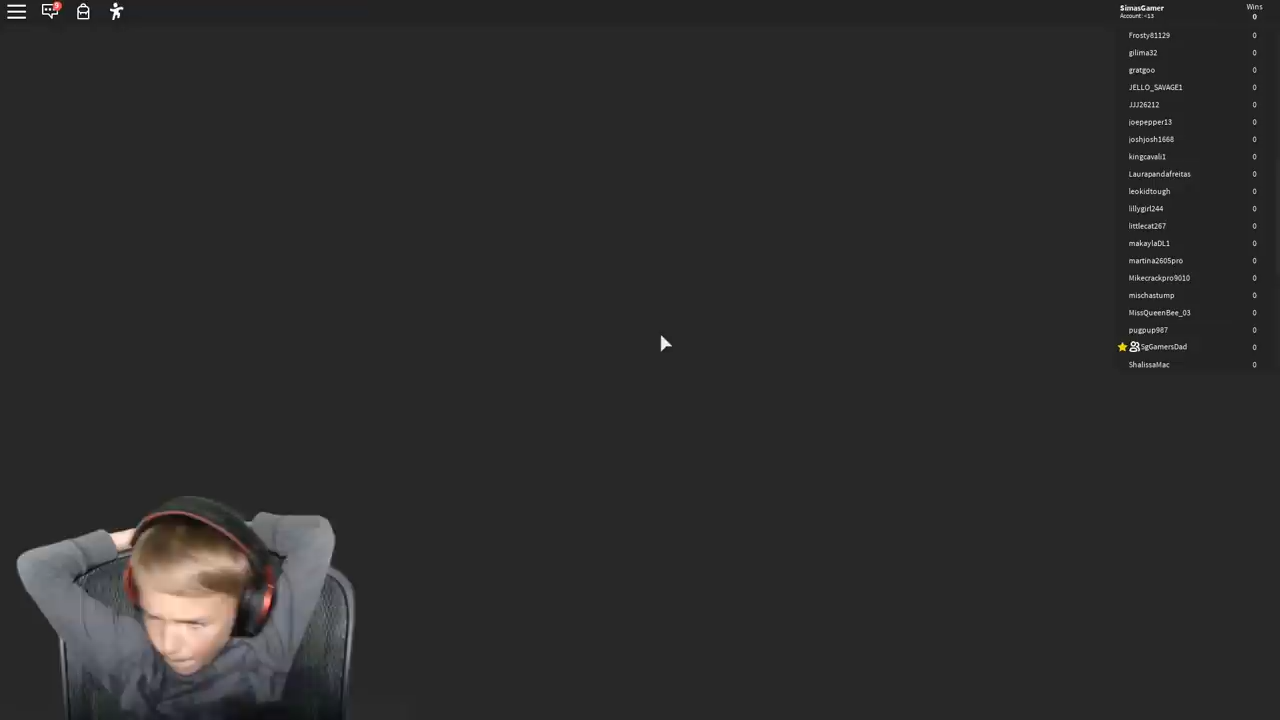 9
SimasGamer Wins
Account: <13 0
Frosty81129 0
gilima32 0
gratgoo 0
JELLO_SAVAGE1 0
JJJ26212 0
joepepper13 0
joshjosh1668 0
kingcavali1 0
Laurapandafreitas 0
leokidtough 0
lillygirl244 0
littlecat267 0
makaylaDL1 0
martina2605pro 0
Mikecrackpro9010 0
mischastump 0
MissQueenBee_03 0
pugpup987 0
SgGamersDad 0
ShalissaMac 0